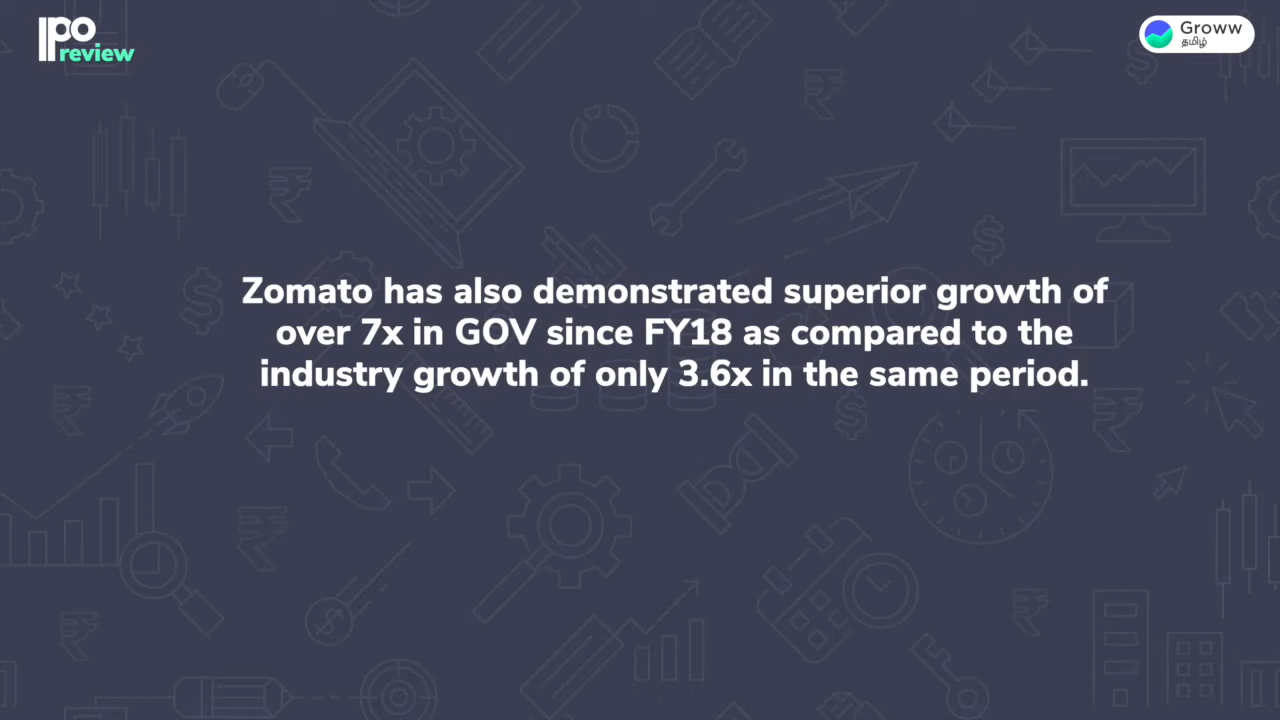 IPO
review
Groww
தமிழ்
Zomato has also demonstrated superior growth of
over 7x in GOV since FY18 as compared to the
industry growth of only 3.6x in the same period.